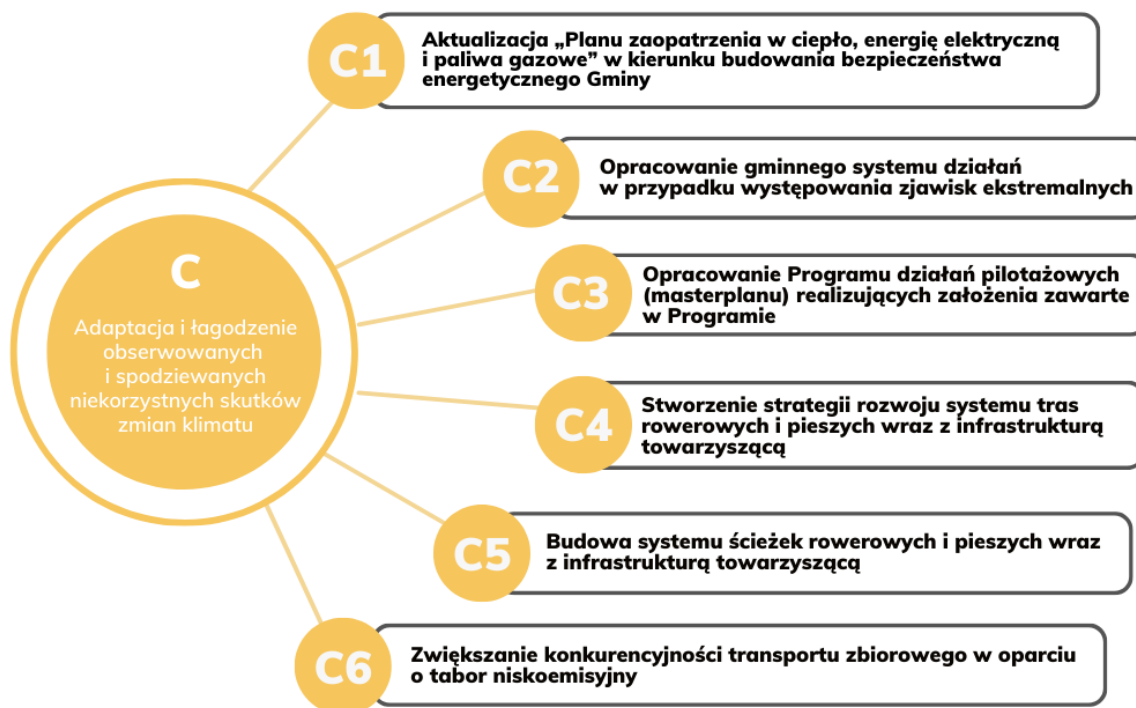 C1
Aktualizacja „Planu zaopatrzenia w ciepło, energię elektryczną
i paliwa gazowe” w kierunku budowania bezpieczeństwa
energetycznego Gminy
C2
Opracowanie gminnego systemu działań
w przypadku występowania zjawisk ekstremalnych
C
Adaptacja i łagodzenie
obserwowanych
i spodziewanych
niekorzystnych skutków
zmian klimatu
C3
Opracowanie Programu działań pilotażowych
(masterplanu) realizujących założenia zawarte
w Programie
C4
Stworzenie strategii rozwoju systemu tras
rowerowych i pieszych wraz z infrastrukturą
towarzyszącą
C5
Budowa systemu ścieżek rowerowych i pieszych wraz
z infrastrukturą towarzyszącą
C6
Zwiększanie konkurencyjności transportu zbiorowego w oparciu
o tabor niskoemisyjny